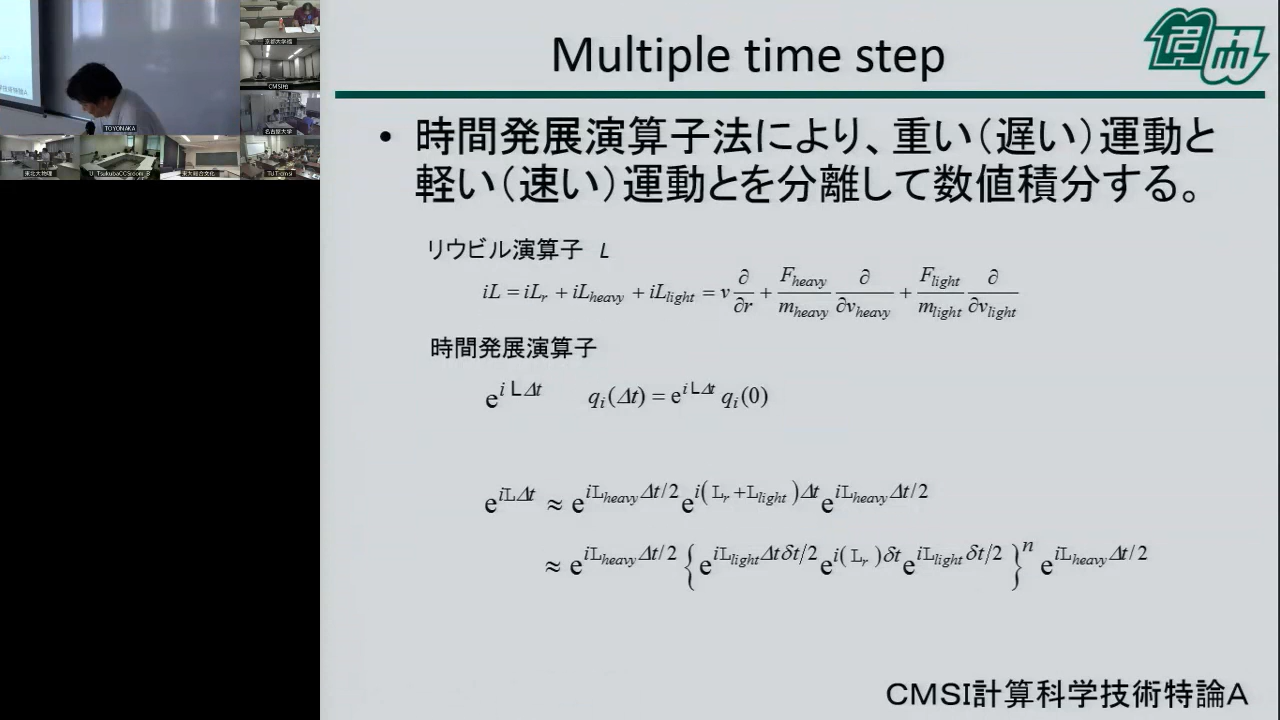 Multiple time step
• 時間発展演算子法により、重い(遅い)運動と
軽い(速い)運動とを分離して数値積分する。
リウビル演算子 L
iL = iL_r + iL_heavy + iL_light = v ∂/∂r + F_heavy/m_heavy ∂/∂v_heavy + F_light/m_light ∂/∂v_light
時間発展演算子
e^{iLΔt} q_i(Δt) = e^{iLΔt} q_i(0)
e^{iLΔt} ≈ e^{iL_heavy Δt/2} e^{i(L_r+L_light)Δt} e^{iL_heavy Δt/2}
≈ e^{iL_heavy Δt/2} {e^{iL_light Δtδt/2} e^{i(L_r)δt} e^{iL_light δt/2}}^n e^{iL_heavy Δt/2}
CMSI計算科学技術特論A
TOYONAKA
CMSI柏
名古屋大学
東北大物理
U_TsukubaCCSroom_B
東大総合文化
TUT-cmsi